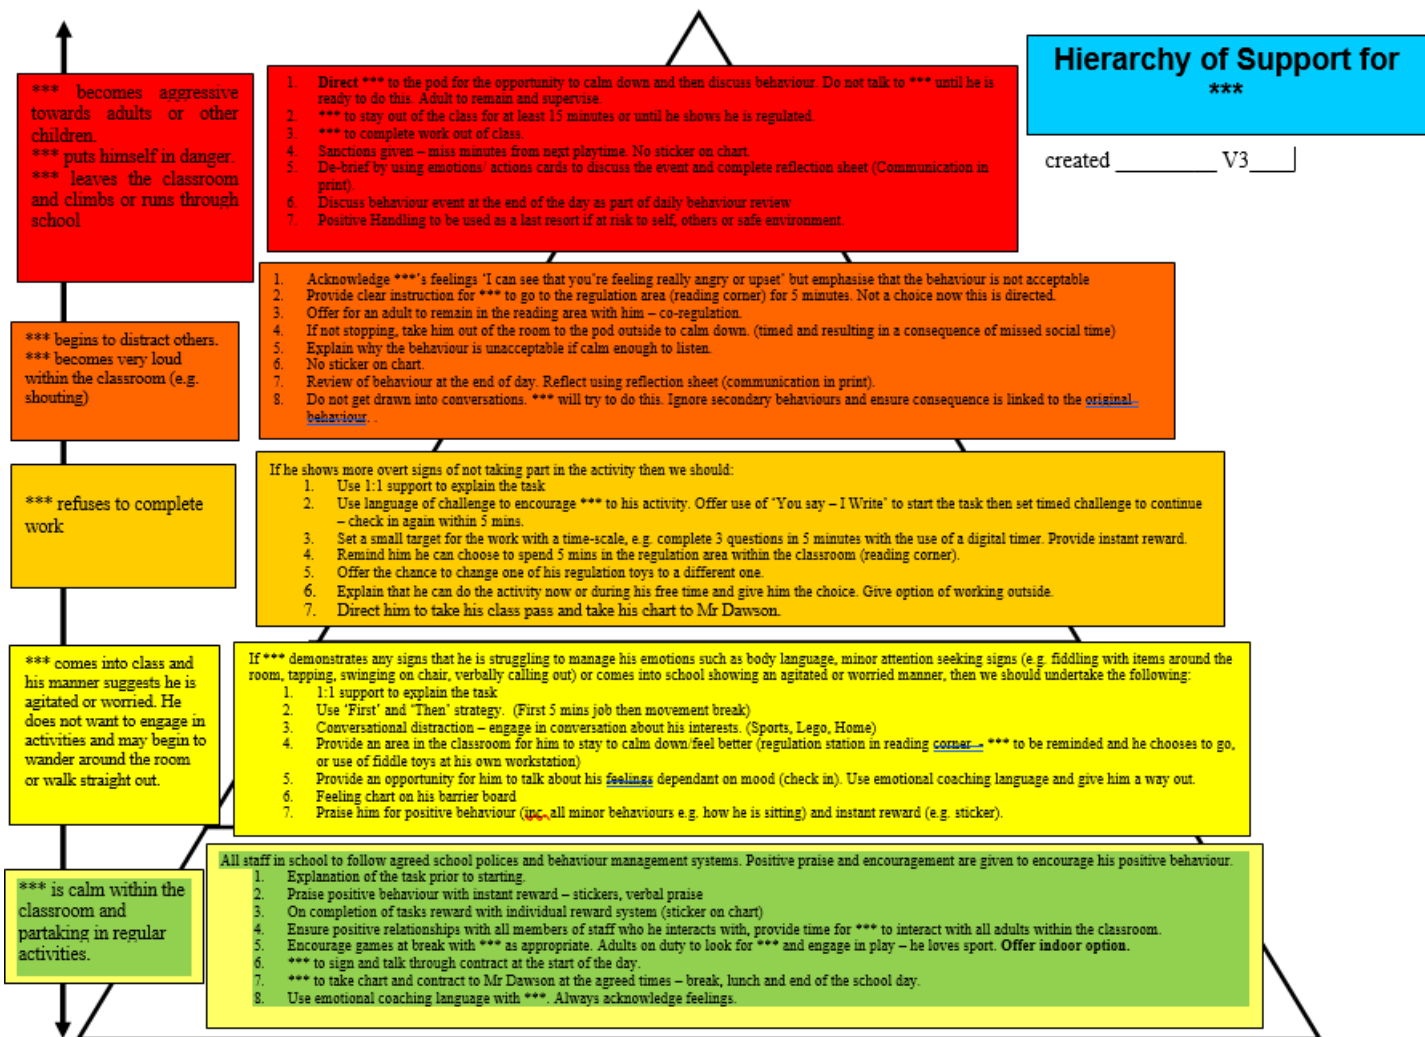 Hierarchy of Support for
***
created _________ V3____
*** becomes aggressive
towards adults or other
children.
*** puts himself in danger.
*** leaves the classroom
and climbs or runs through
school
1. Direct *** to the pod for the opportunity to calm down and then discuss behaviour. Do not talk to *** until he is
ready to do this. Adult to remain and supervise.
2. *** to stay out of the class for at least 15 minutes or until he shows he is regulated.
3. *** to complete work out of class.
4. Sanctions given – miss minutes from next playtime. No sticker on chart.
5. De-brief by using emotions/ actions cards to discuss the event and complete reflection sheet (Communication in
print).
6. Discuss behaviour event at the end of the day as part of daily behaviour review
7. Positive Handling to be used as a last resort if at risk to self, others or safe environment.
*** begins to distract others.
*** becomes very loud
within the classroom (e.g.
shouting)
1. Acknowledge ***'s feelings 'I can see that you're feeling really angry or upset' but emphasise that the behaviour is not acceptable
2. Provide clear instruction for *** to go to the regulation area (reading corner) for 5 minutes. Not a choice now this is directed.
3. Offer for an adult to remain in the reading area with him – co-regulation.
4. If not stopping, take him out of the room to the pod outside to calm down. (timed and resulting in a consequence of missed social time)
5. Explain why the behaviour is unacceptable if calm enough to listen.
6. No sticker on chart.
7. Review of behaviour at the end of day. Reflect using reflection sheet (communication in print).
8. Do not get drawn into conversations. *** will try to do this. Ignore secondary behaviours and ensure consequence is linked to the original
behaviour. .
*** refuses to complete
work
If he shows more overt signs of not taking part in the activity then we should:
1. Use 1:1 support to explain the task
2. Use language of challenge to encourage *** to his activity. Offer use of 'You say – I Write' to start the task then set timed challenge to continue
– check in again within 5 mins.
3. Set a small target for the work with a time-scale, e.g. complete 3 questions in 5 minutes with the use of a digital timer. Provide instant reward.
4. Remind him he can choose to spend 5 mins in the regulation area within the classroom (reading corner).
5. Offer the chance to change one of his regulation toys to a different one.
6. Explain that he can do the activity now or during his free time and give him the choice. Give option of working outside.
7. Direct him to take his class pass and take his chart to Mr Dawson.
*** comes into class and
his manner suggests he is
agitated or worried. He
does not want to engage in
activities and may begin to
wander around the room
or walk straight out.
If *** demonstrates any signs that he is struggling to manage his emotions such as body language, minor attention seeking signs (e.g. fiddling with items around the
room, tapping, swinging on chair, verbally calling out) or comes into school showing an agitated or worried manner, then we should undertake the following:
1. 1:1 support to explain the task
2. Use 'First' and 'Then' strategy. (First 5 mins job then movement break)
3. Conversational distraction – engage in conversation about his interests. (Sports, Lego, Home)
4. Provide an area in the classroom for him to stay to calm down/feel better (regulation station in reading corner - *** to be reminded and he chooses to go,
or use of fiddle toys at his own workstation)
5. Provide an opportunity for him to talk about his feelings dependant on mood (check in). Use emotional coaching language and give him a way out.
6. Feeling chart on his barrier board
7. Praise him for positive behaviour (inc. all minor behaviours e.g. how he is sitting) and instant reward (e.g. sticker).
*** is calm within the
classroom and
partaking in regular
activities.
All staff in school to follow agreed school polices and behaviour management systems. Positive praise and encouragement are given to encourage his positive behaviour.
1. Explanation of the task prior to starting.
2. Praise positive behaviour with instant reward – stickers, verbal praise
3. On completion of tasks reward with individual reward system (sticker on chart)
4. Ensure positive relationships with all members of staff who he interacts with, provide time for *** to interact with all adults within the classroom.
5. Encourage games at break with *** as appropriate. Adults on duty to look for *** and engage in play – he loves sport. Offer indoor option.
6. *** to sign and talk through contract at the start of the day.
7. *** to take chart and contract to Mr Dawson at the agreed times – break, lunch and end of the school day.
8. Use emotional coaching language with ***. Always acknowledge feelings.